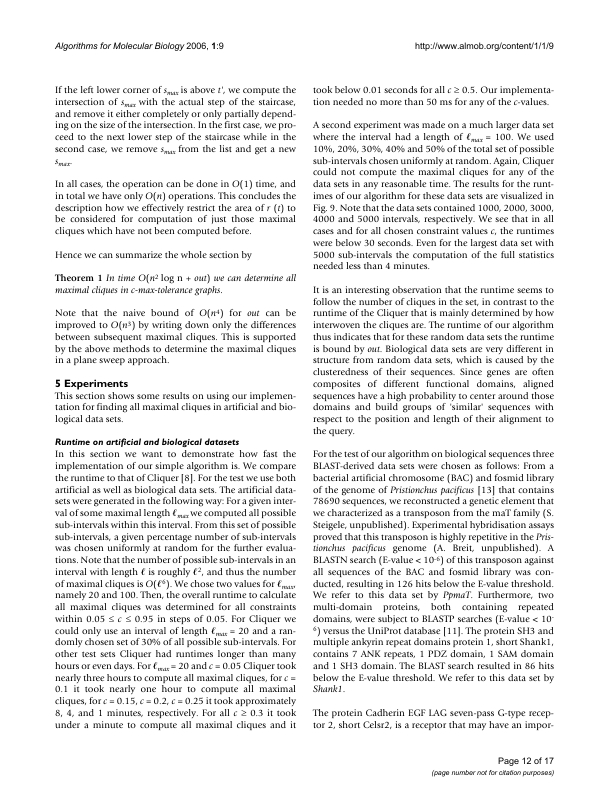 Algorithms for Molecular Biology 2006, 1:9
http://www.almob.org/content/1/1/9
If the left lower corner of smax is above t', we compute the
intersection of smax with the actual step of the staircase,
and remove it either completely or only partially depend-
ing on the size of the intersection. In the first case, we pro-
ceed to the next lower step of the staircase while in the
second case, we remove smax from the list and get a new
smax.
In all cases, the operation can be done in O(1) time, and
in total we have only O(n) operations. This concludes the
description how we effectively restrict the area of r (t) to
be considered for computation of just those maximal
cliques which have not been computed before.
Hence we can summarize the whole section by
Theorem 1 In time O(n² log n + out) we can determine all
maximal cliques in c-max-tolerance graphs.
Note that the naive bound of O(n⁴) for out can be
improved to O(n³) by writing down only the differences
between subsequent maximal cliques. This is supported
by the above methods to determine the maximal cliques
in a plane sweep approach.
5 Experiments
This section shows some results on using our implemen-
tation for finding all maximal cliques in artificial and bio-
logical data sets.
Runtime on artificial and biological datasets
In this section we want to demonstrate how fast the
implementation of our simple algorithm is. We compare
the runtime to that of Cliquer [8]. For the test we use both
artificial as well as biological data sets. The artificial data-
sets were generated in the following way: For a given inter-
val of some maximal length ℓmax we computed all possible
sub-intervals within this interval. From this set of possible
sub-intervals, a given percentage number of sub-intervals
was chosen uniformly at random for the further evalua-
tions. Note that the number of possible sub-intervals in an
interval with length ℓ is roughly ℓ², and thus the number
of maximal cliques is O(ℓ⁶). We chose two values for ℓmax,
namely 20 and 100. Then, the overall runtime to calculate
all maximal cliques was determined for all constraints
within 0.05 ≤ c ≤ 0.95 in steps of 0.05. For Cliquer we
could only use an interval of length ℓmax = 20 and a ran-
domly chosen set of 30% of all possible sub-intervals. For
other test sets Cliquer had runtimes longer than many
hours or even days. For ℓmax = 20 and c = 0.05 Cliquer took
nearly three hours to compute all maximal cliques, for c =
0.1 it took nearly one hour to compute all maximal
cliques, for c = 0.15, c = 0.2, c = 0.25 it took approximately
8, 4, and 1 minutes, respectively. For all c ≥ 0.3 it took
under a minute to compute all maximal cliques and it
took below 0.01 seconds for all c ≥ 0.5. Our implementa-
tion needed no more than 50 ms for any of the c-values.
A second experiment was made on a much larger data set
where the interval had a length of ℓmax = 100. We used
10%, 20%, 30%, 40% and 50% of the total set of possible
sub-intervals chosen uniformly at random. Again, Cliquer
could not compute the maximal cliques for any of the
data sets in any reasonable time. The results for the runt-
imes of our algorithm for these data sets are visualized in
Fig. 9. Note that the data sets contained 1000, 2000, 3000,
4000 and 5000 intervals, respectively. We see that in all
cases and for all chosen constraint values c, the runtimes
were below 30 seconds. Even for the largest data set with
5000 sub-intervals the computation of the full statistics
needed less than 4 minutes.
It is an interesting observation that the runtime seems to
follow the number of cliques in the set, in contrast to the
runtime of the Cliquer that is mainly determined by how
interwoven the cliques are. The runtime of our algorithm
thus indicates that for these random data sets the runtime
is bound by out. Biological data sets are very different in
structure from random data sets, which is caused by the
clusteredness of their sequences. Since genes are often
composites of different functional domains, aligned
sequences have a high probability to center around those
domains and build groups of 'similar' sequences with
respect to the position and length of their alignment to
the query.
For the test of our algorithm on biological sequences three
BLAST-derived data sets were chosen as follows: From a
bacterial artificial chromosome (BAC) and fosmid library
of the genome of Pristionchus pacificus [13] that contains
78690 sequences, we reconstructed a genetic element that
we characterized as a transposon from the maT family (S.
Steigele, unpublished). Experimental hybridisation assays
proved that this transposon is highly repetitive in the Pris-
tionchus pacificus genome (A. Breit, unpublished). A
BLASTN search (E-value < 10⁻⁶) of this transposon against
all sequences of the BAC and fosmid library was con-
ducted, resulting in 126 hits below the E-value threshold.
We refer to this data set by PpmaT. Furthermore, two
multi-domain proteins, both containing repeated
domains, were subject to BLASTP searches (E-value < 10⁻
⁶) versus the UniProt database [11]. The protein SH3 and
multiple ankyrin repeat domains protein 1, short Shank1,
contains 7 ANK repeats, 1 PDZ domain, 1 SAM domain
and 1 SH3 domain. The BLAST search resulted in 86 hits
below the E-value threshold. We refer to this data set by
Shank1.
The protein Cadherin EGF LAG seven-pass G-type recep-
tor 2, short Celsr2, is a receptor that may have an impor-
Page 12 of 17
(page number not for citation purposes)